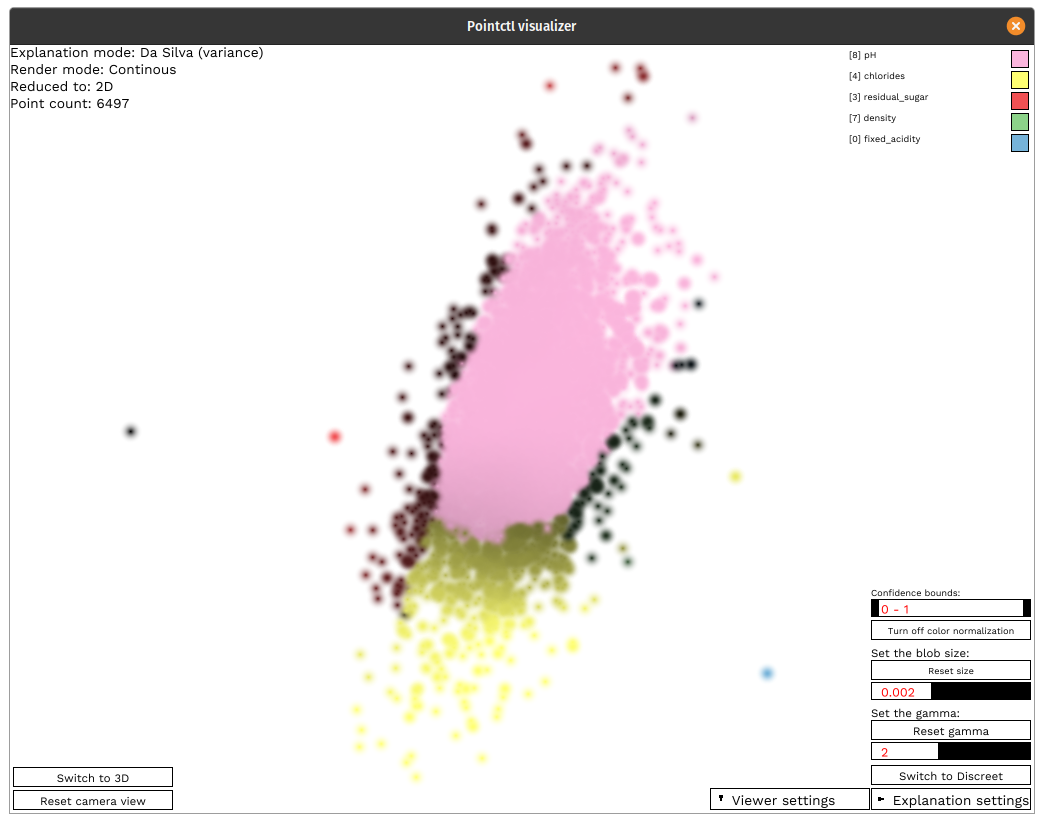 Pointctl visualizer
Explanation mode: Da Silva (variance)
Render mode: Continous
Reduced to: 2D
Point count: 6497
[8] pH
[4] chlorides
[3] residual_sugar
[7] density
[0] fixed_acidity
Confidence bounds:
0 - 1
Turn off color normalization
Set the blob size:
Reset size
0.002
Set the gamma:
Reset gamma
2
Switch to Discreet
Switch to 3D
Reset camera view
Viewer settings
Explanation settings